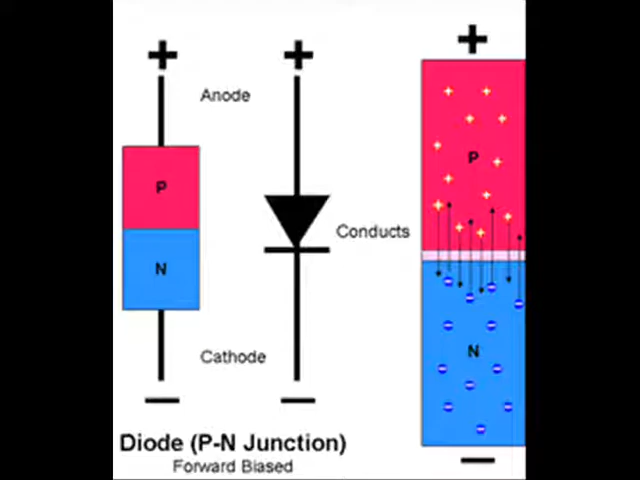 + + +
Anode
P
P
Conducts
N
N
Cathode
− − −
Diode (P-N Junction)
Forward Biased